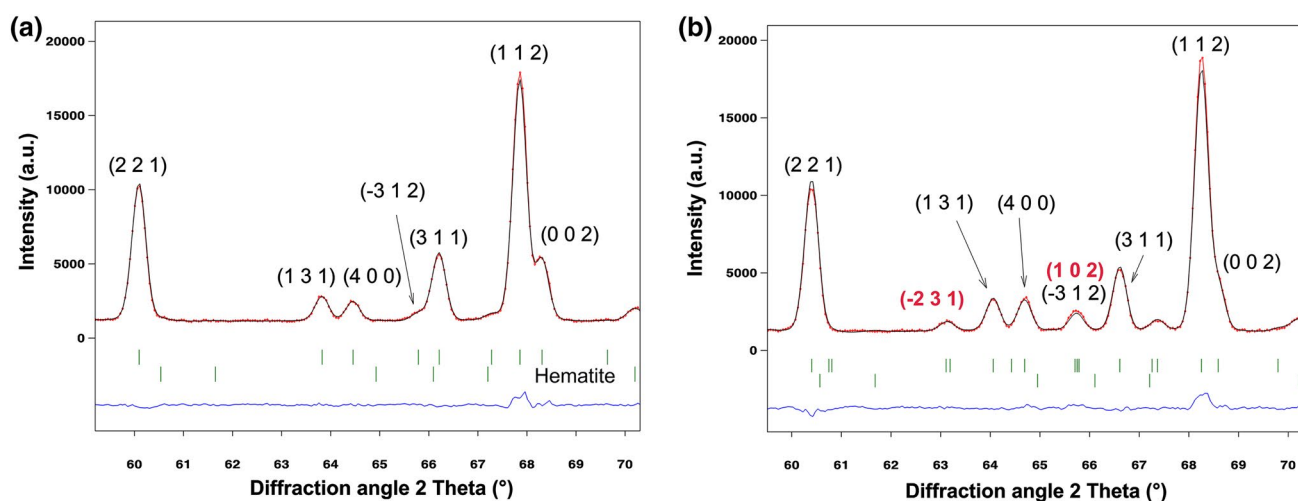 (a)
20000
15000
10000
5000
0
Intensity (a.u.)
(2 2 1)
(1 3 1)
(4 0 0)
(-3 1 2)
(3 1 1)
(1 1 2)
(0 0 2)
Hematite
60 61 62 63 64 65 66 67 68 69 70
Diffraction angle 2 Theta (°)
(b)
20000
15000
10000
5000
0
Intensity (a.u.)
(2 2 1)
(-2 3 1)
(1 3 1)
(4 0 0)
(1 0 2)
(-3 1 2)
(3 1 1)
(1 1 2)
(0 0 2)
60 61 62 63 64 65 66 67 68 69 70
Diffraction angle 2 Theta (°)